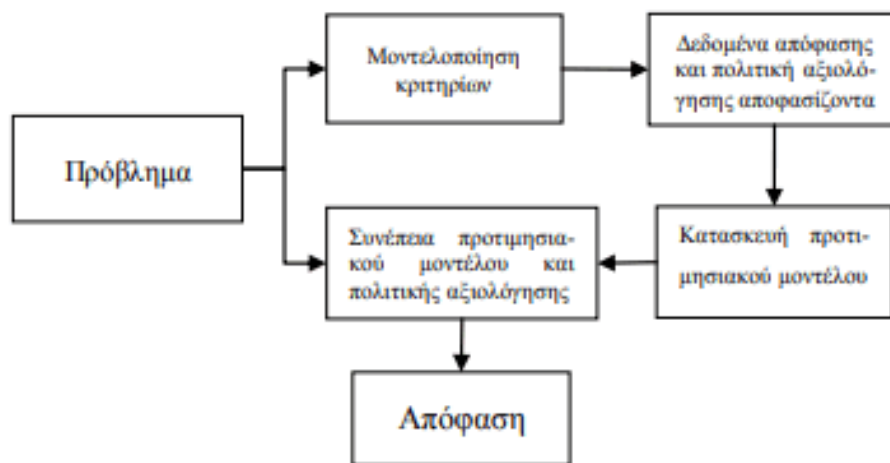 Μοντελοποίηση
κριτηρίων
Δεδομένα απόφασης
και πολιτική αξιολό-
γησης αποφασίζοντα
Πρόβλημα
Συνέπεια προτιμησια-
κού μοντέλου και
πολιτικής αξιολόγησης
Κατασκευή προτι-
μησιακού μοντέλου
Απόφαση